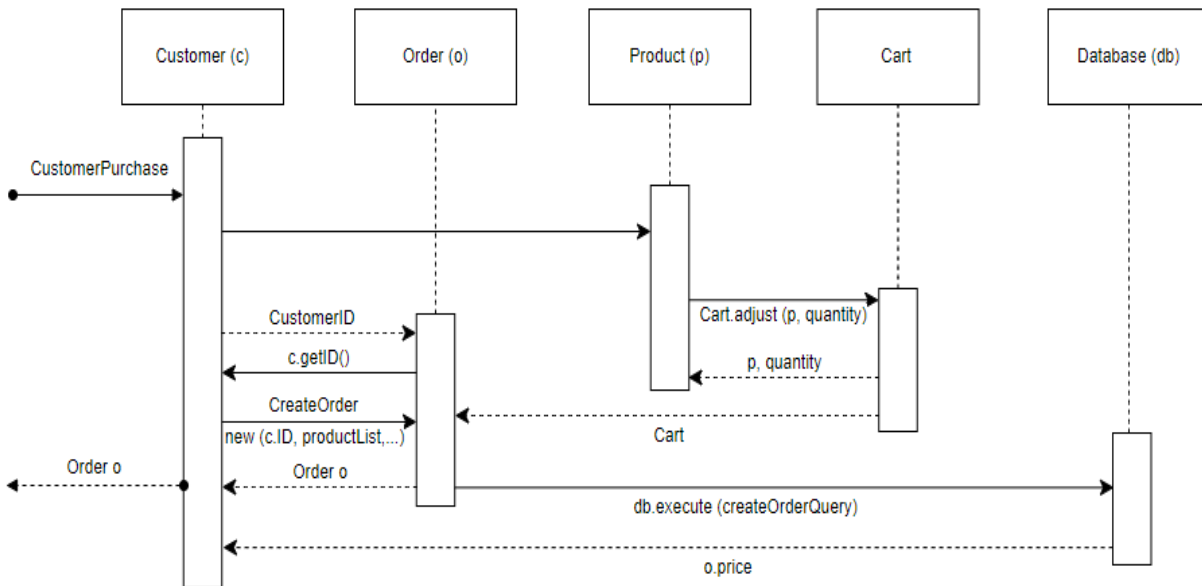 Customer (c)
Order (o)
Product (p)
Cart
Database (db)
CustomerPurchase
Cart.adjust (p, quantity)
CustomerID
c.getID()
p, quantity
CreateOrder
new (c.ID, productList,...)
Cart
Order o
Order o
db.execute (createOrderQuery)
o.price